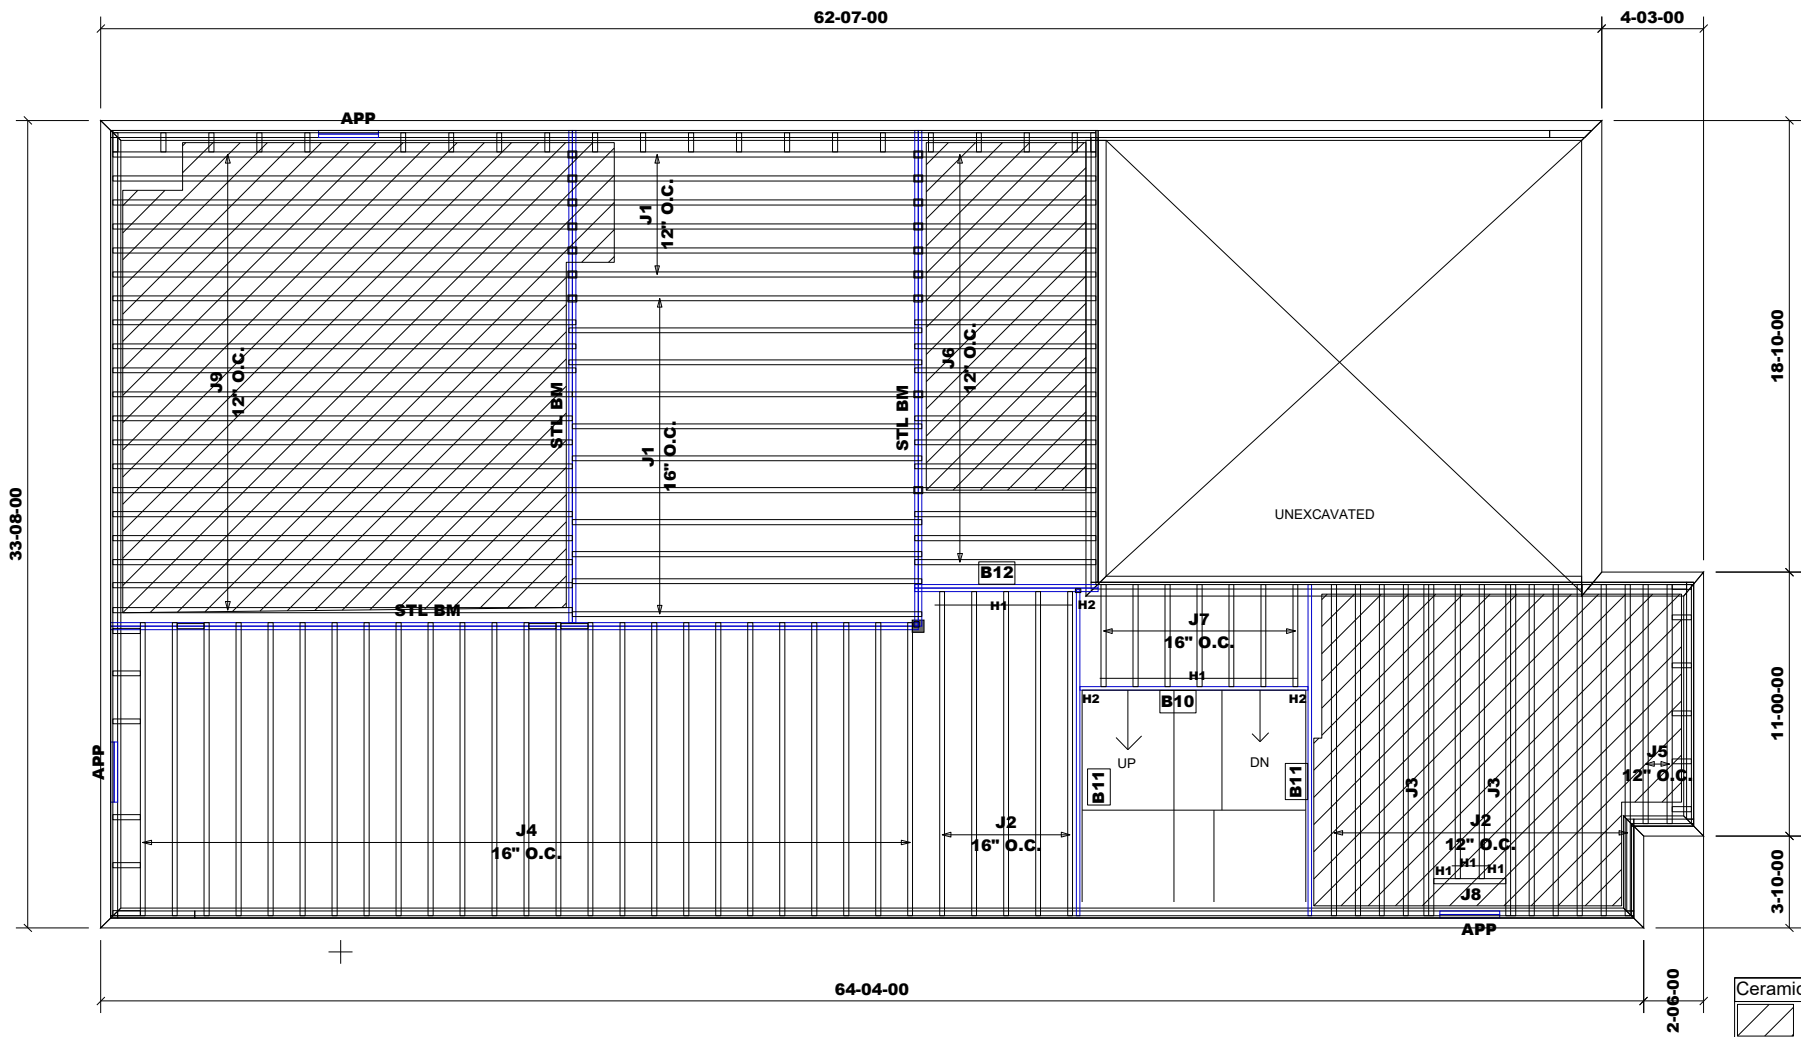 62-07-00
4-03-00
APP
J1
12" O.C.
J9
12" O.C.
J6
12" O.C.
18-10-00
STL BM
STL BM
J1
16" O.C.
33-08-00
UNEXCAVATED
B12
STL BM
H1
H2
J7
16" O.C.
H1
H2
B10
H2
11-00-00
APP
UP
DN
B11
B11
J3
J3
J5
12" O.C.
J4
16" O.C.
J2
16" O.C.
J2
12" O.C.
H1
H1
H1
J8
3-10-00
APP
64-04-00
2-06-00
Ceramic